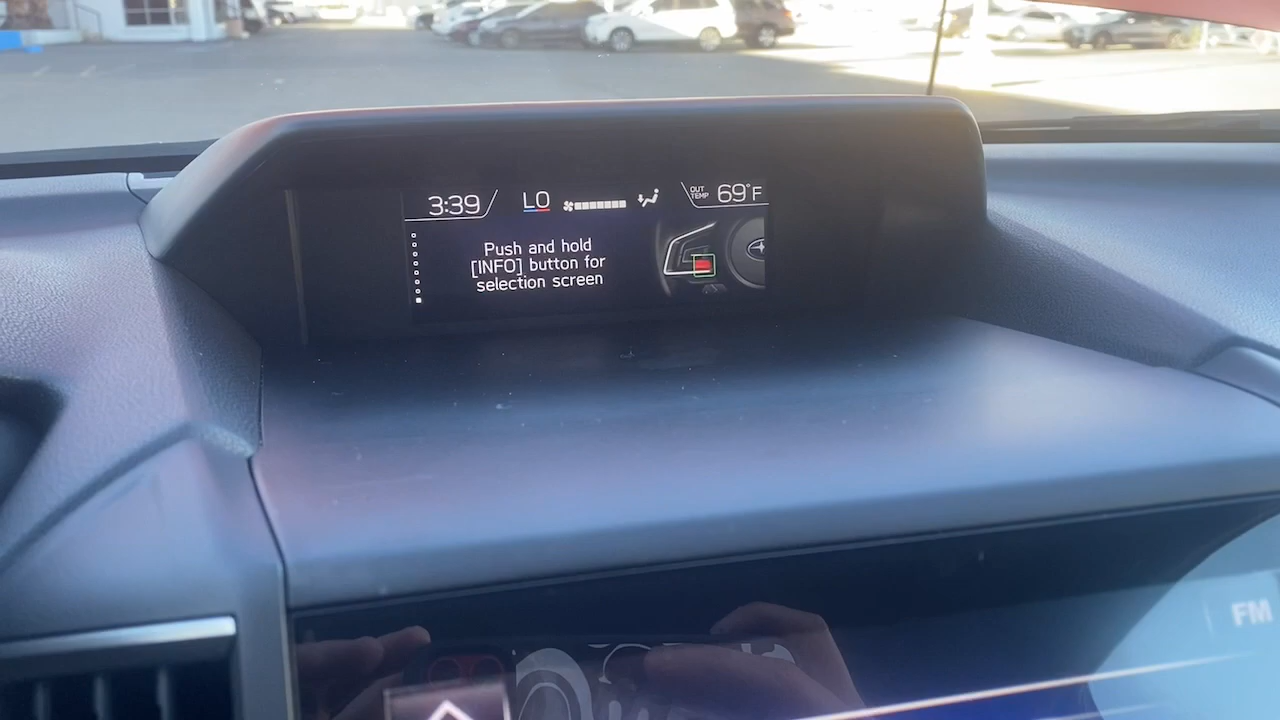 3:39
LO
OUT
TEMP
69°F
Push and hold
[INFO] button for
selection screen
FM